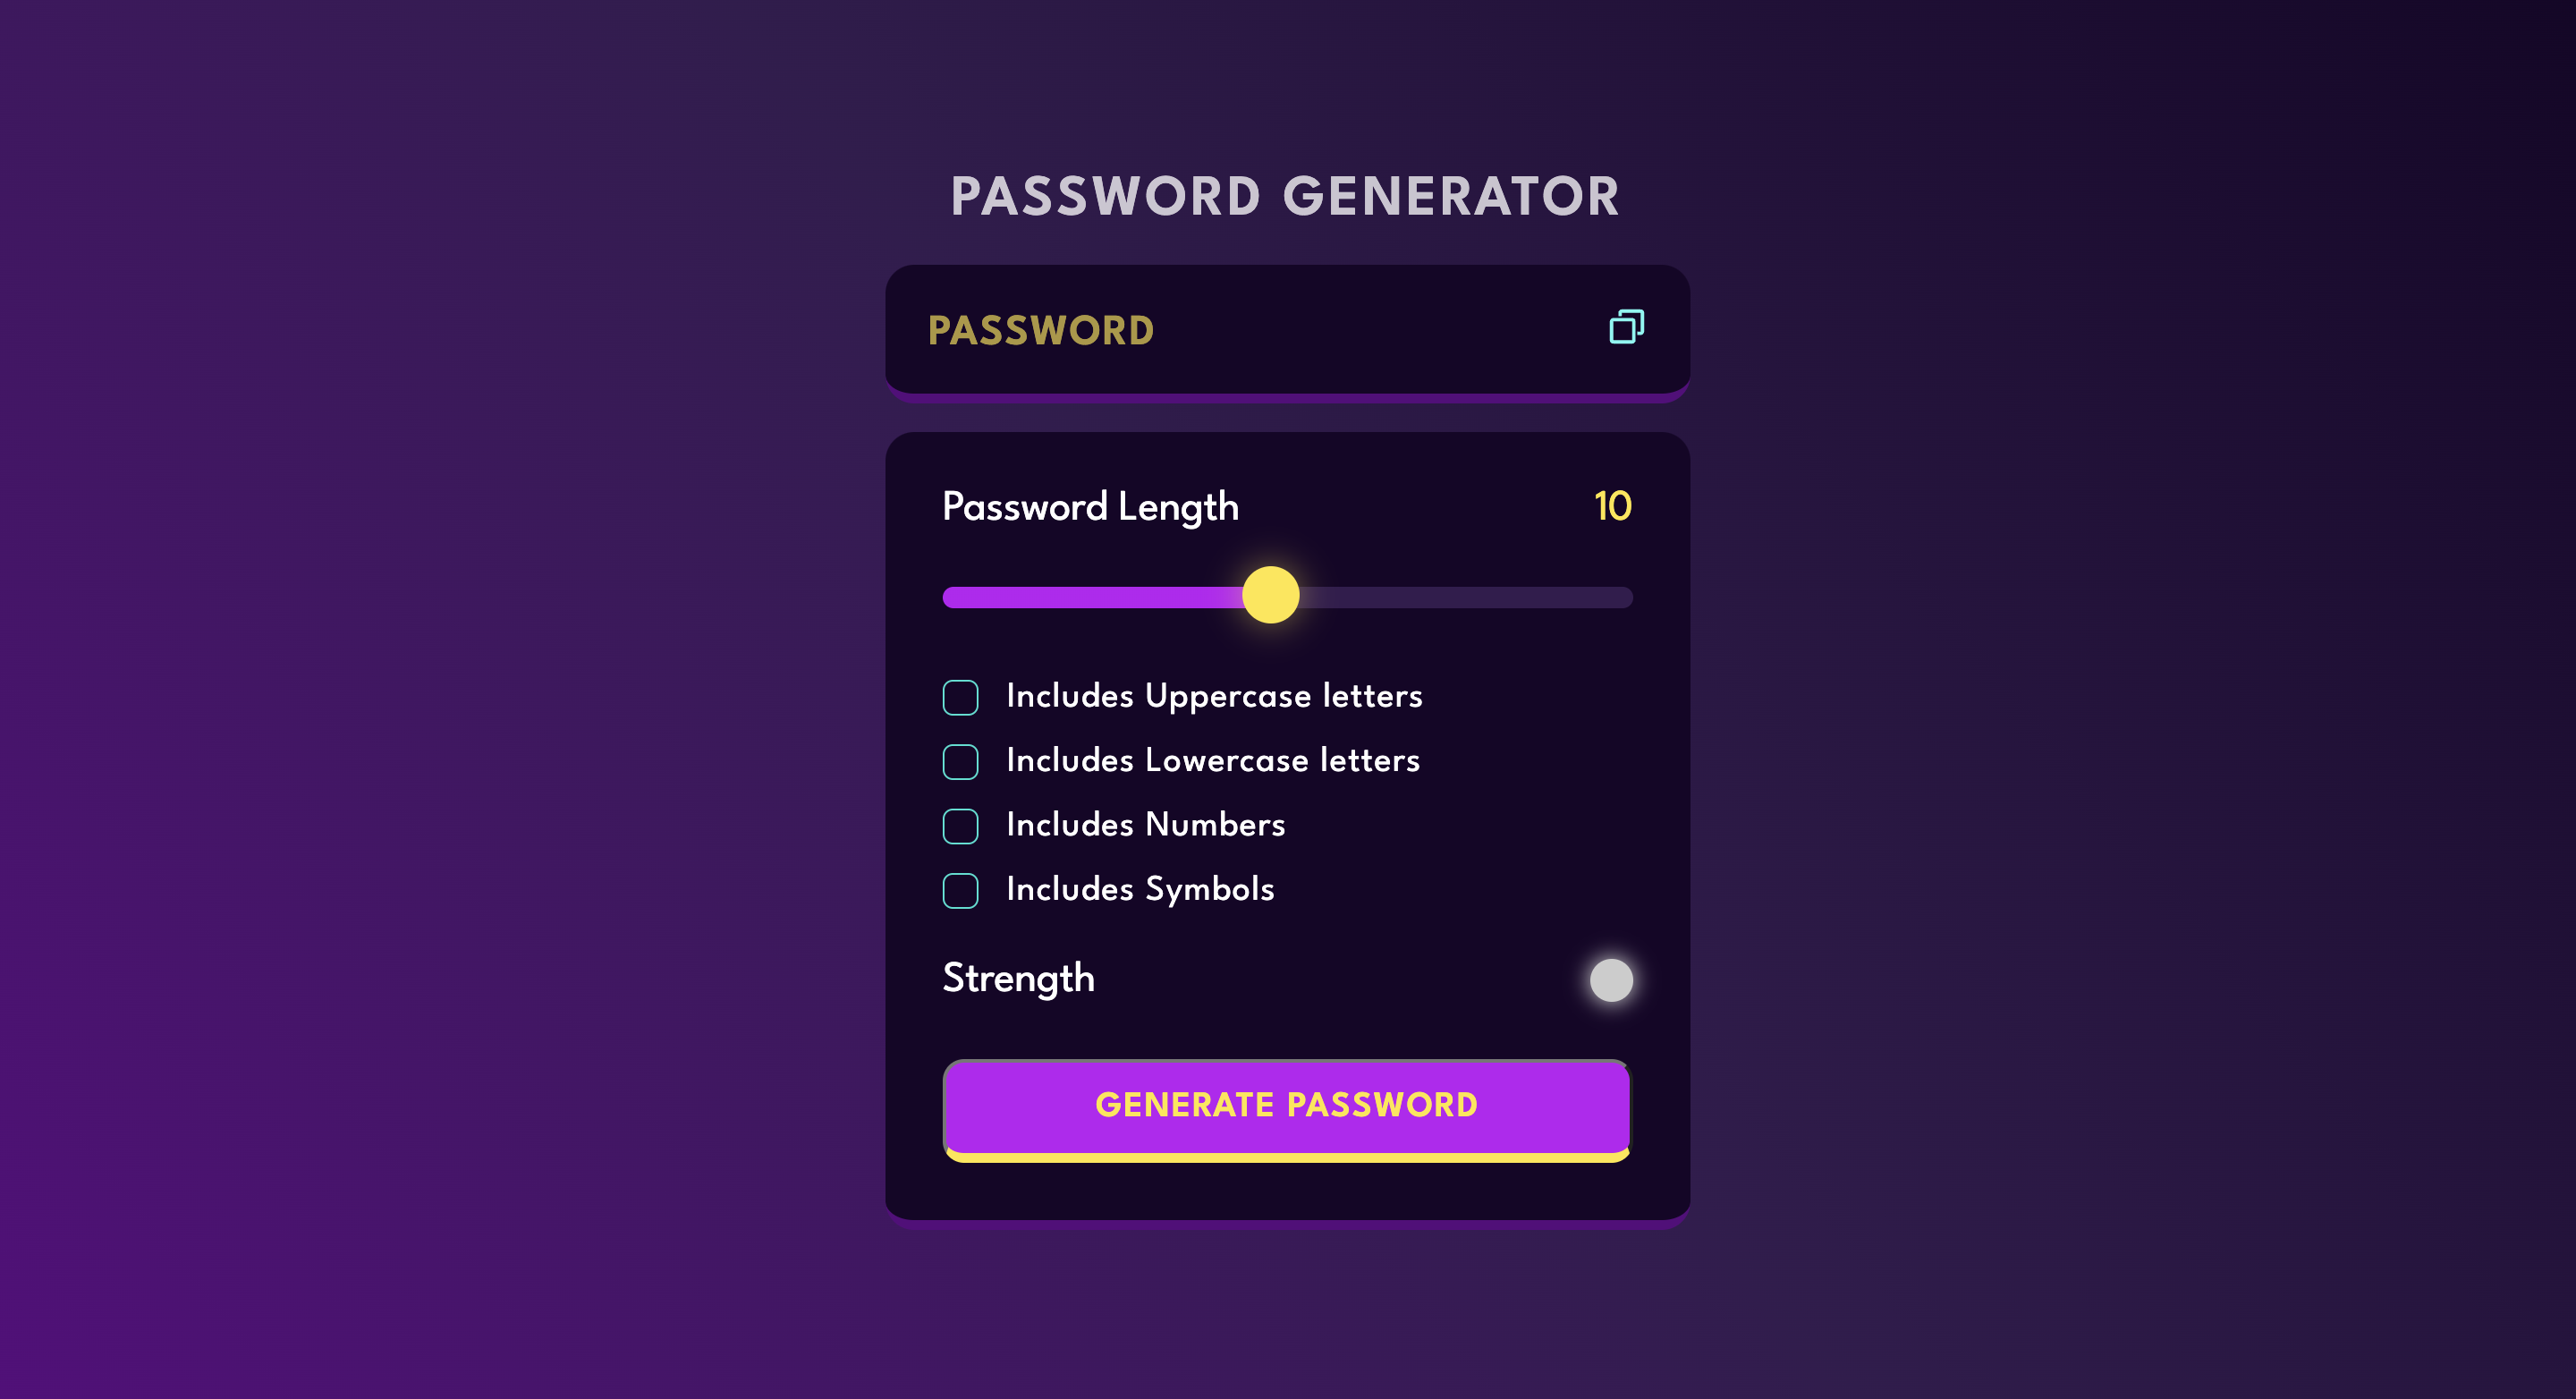 PASSWORD GENERATOR
PASSWORD
Password Length 10
Includes Uppercase letters
Includes Lowercase letters
Includes Numbers
Includes Symbols
Strength
GENERATE PASSWORD